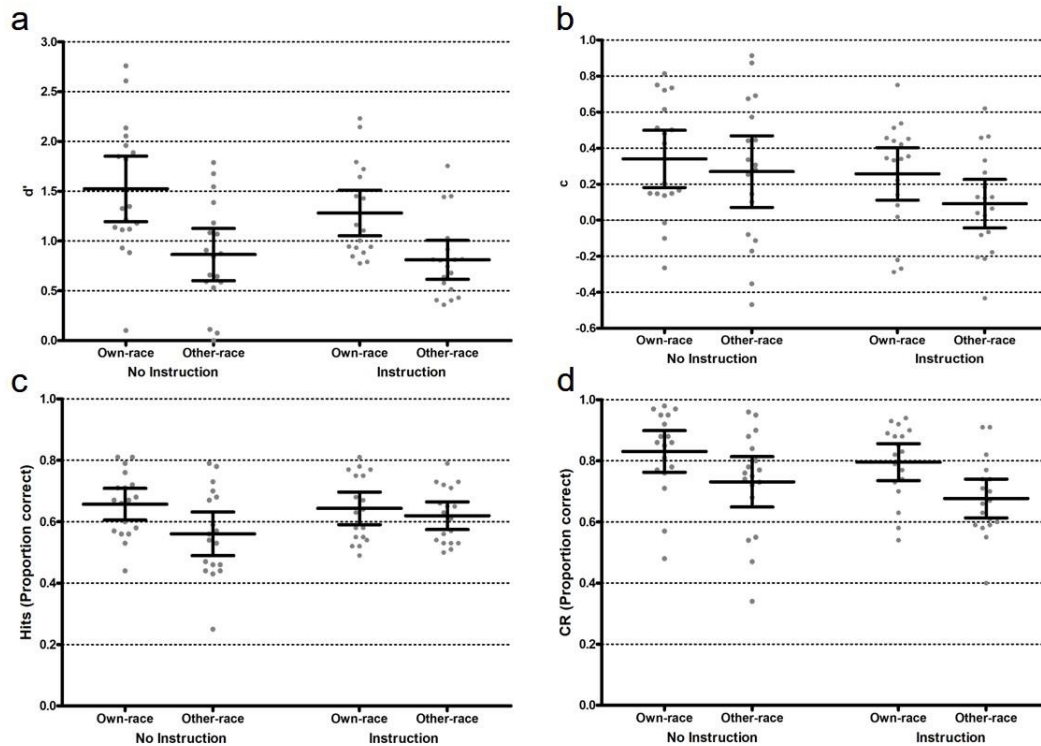 a
3.0
2.5
2.0
1.5
1.0
0.5
0.0
d'
Own-race Other-race Own-race Other-race
No Instruction Instruction
b
1.0
0.8
0.6
0.4
0.2
0.0
-0.2
-0.4
-0.6
c
Own-race Other-race Own-race Other-race
No Instruction Instruction
c
1.0
0.8
0.6
0.4
0.2
0.0
Hits (Proportion correct)
Own-race Other-race Own-race Other-race
No Instruction Instruction
d
1.0
0.8
0.6
0.4
0.2
0.0
CR (Proportion correct)
Own-race Other-race Own-race Other-race
No Instruction Instruction